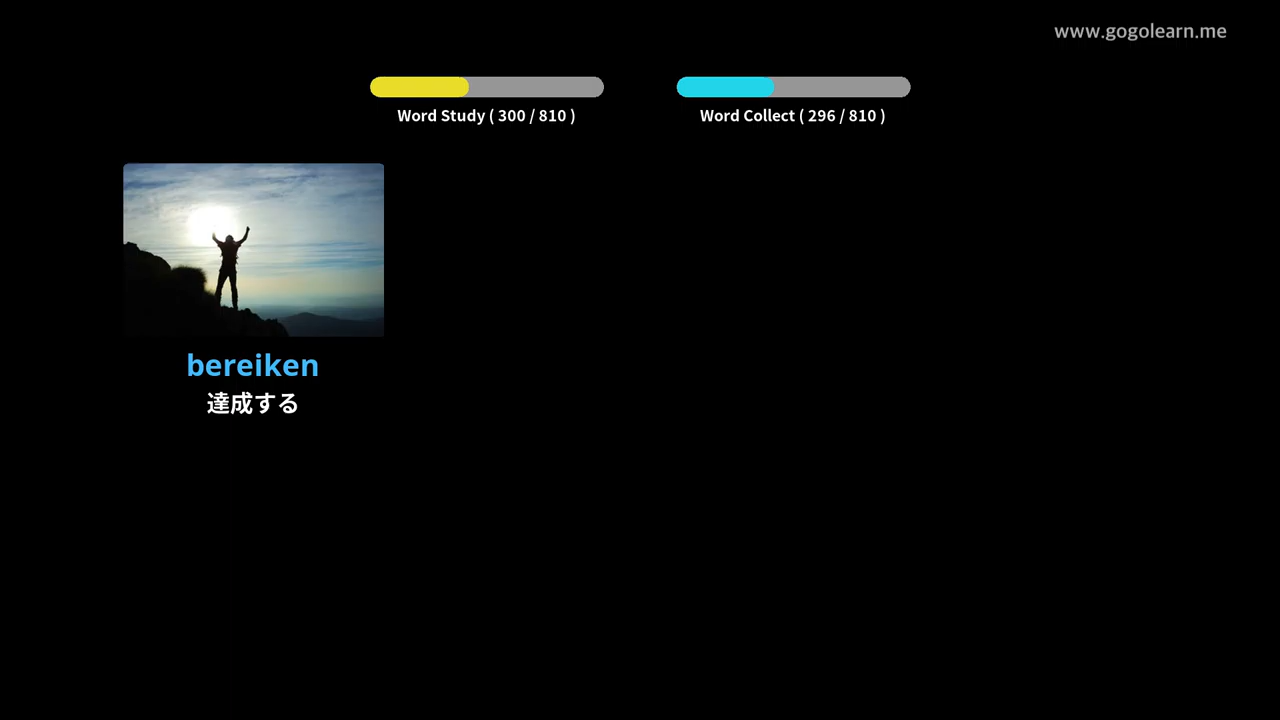 www.gogolearn.me
Word Study ( 300 / 810 )
Word Collect ( 296 / 810 )
bereiken
達成する